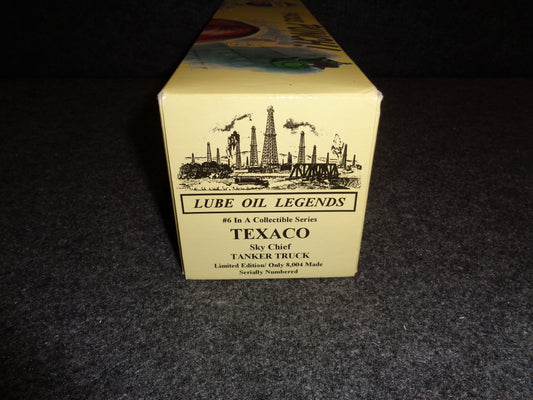 LUBE OIL LEGENDS
#6 In A Collectible Series
TEXACO
Sky Chief
TANKER TRUCK
Limited Edition/ Only 8,004 Made
Serially Numbered